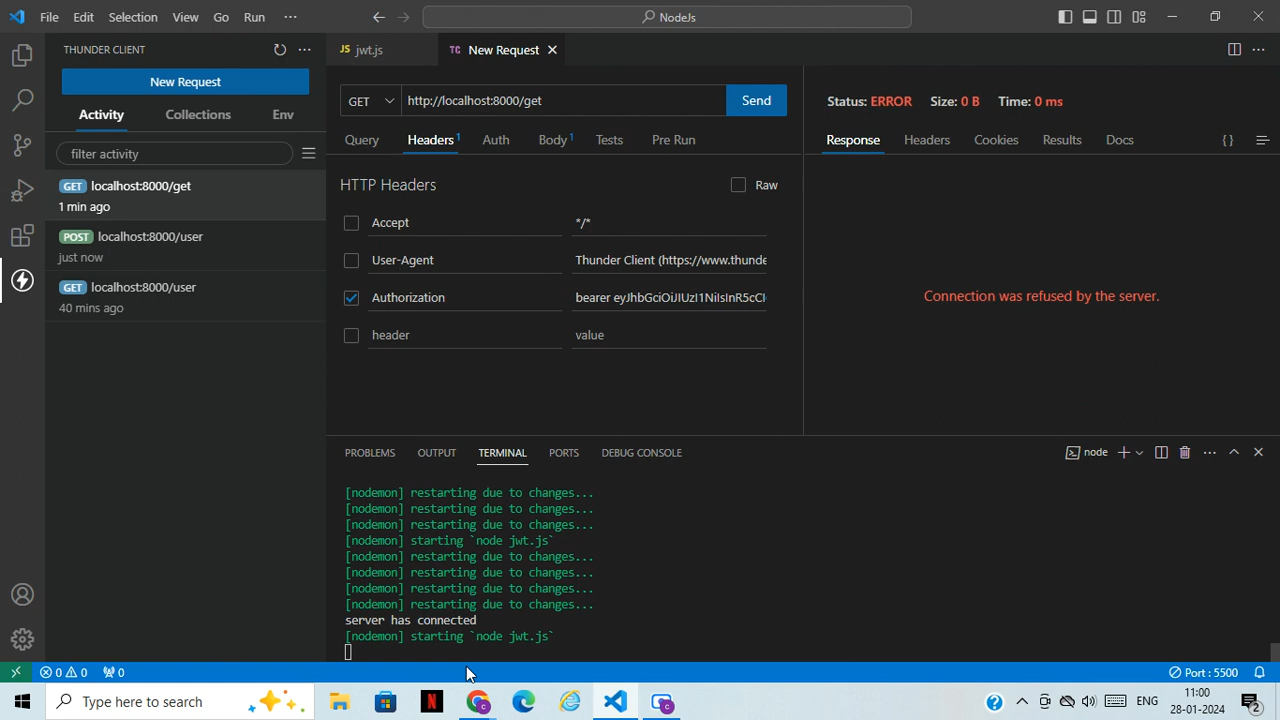 File Edit Selection View Go Run ··· NodeJs
THUNDER CLIENT
New Request
Activity Collections Env
filter activity
GET localhost:8000/get
1 min ago
POST localhost:8000/user
just now
GET localhost:8000/user
40 mins ago
JS jwt.js TC New Request
GET http://localhost:8000/get Send
Query Headers 1 Auth Body 1 Tests Pre Run
HTTP Headers Raw
Accept */*
User-Agent Thunder Client (https://www.thunde
Authorization bearer eyJhbGciOiJIUzI1NiIsInR5cCI
header value
Status: ERROR Size: 0 B Time: 0 ms
Response Headers Cookies Results Docs { }
Connection was refused by the server.
PROBLEMS OUTPUT TERMINAL PORTS DEBUG CONSOLE node
[nodemon] restarting due to changes...
[nodemon] restarting due to changes...
[nodemon] restarting due to changes...
[nodemon] starting `node jwt.js`
[nodemon] restarting due to changes...
[nodemon] restarting due to changes...
[nodemon] restarting due to changes...
[nodemon] restarting due to changes...
server has connected
[nodemon] starting `node jwt.js`
0 0 0 Port : 5500
Type here to search ENG 11:00
28-01-2024 2